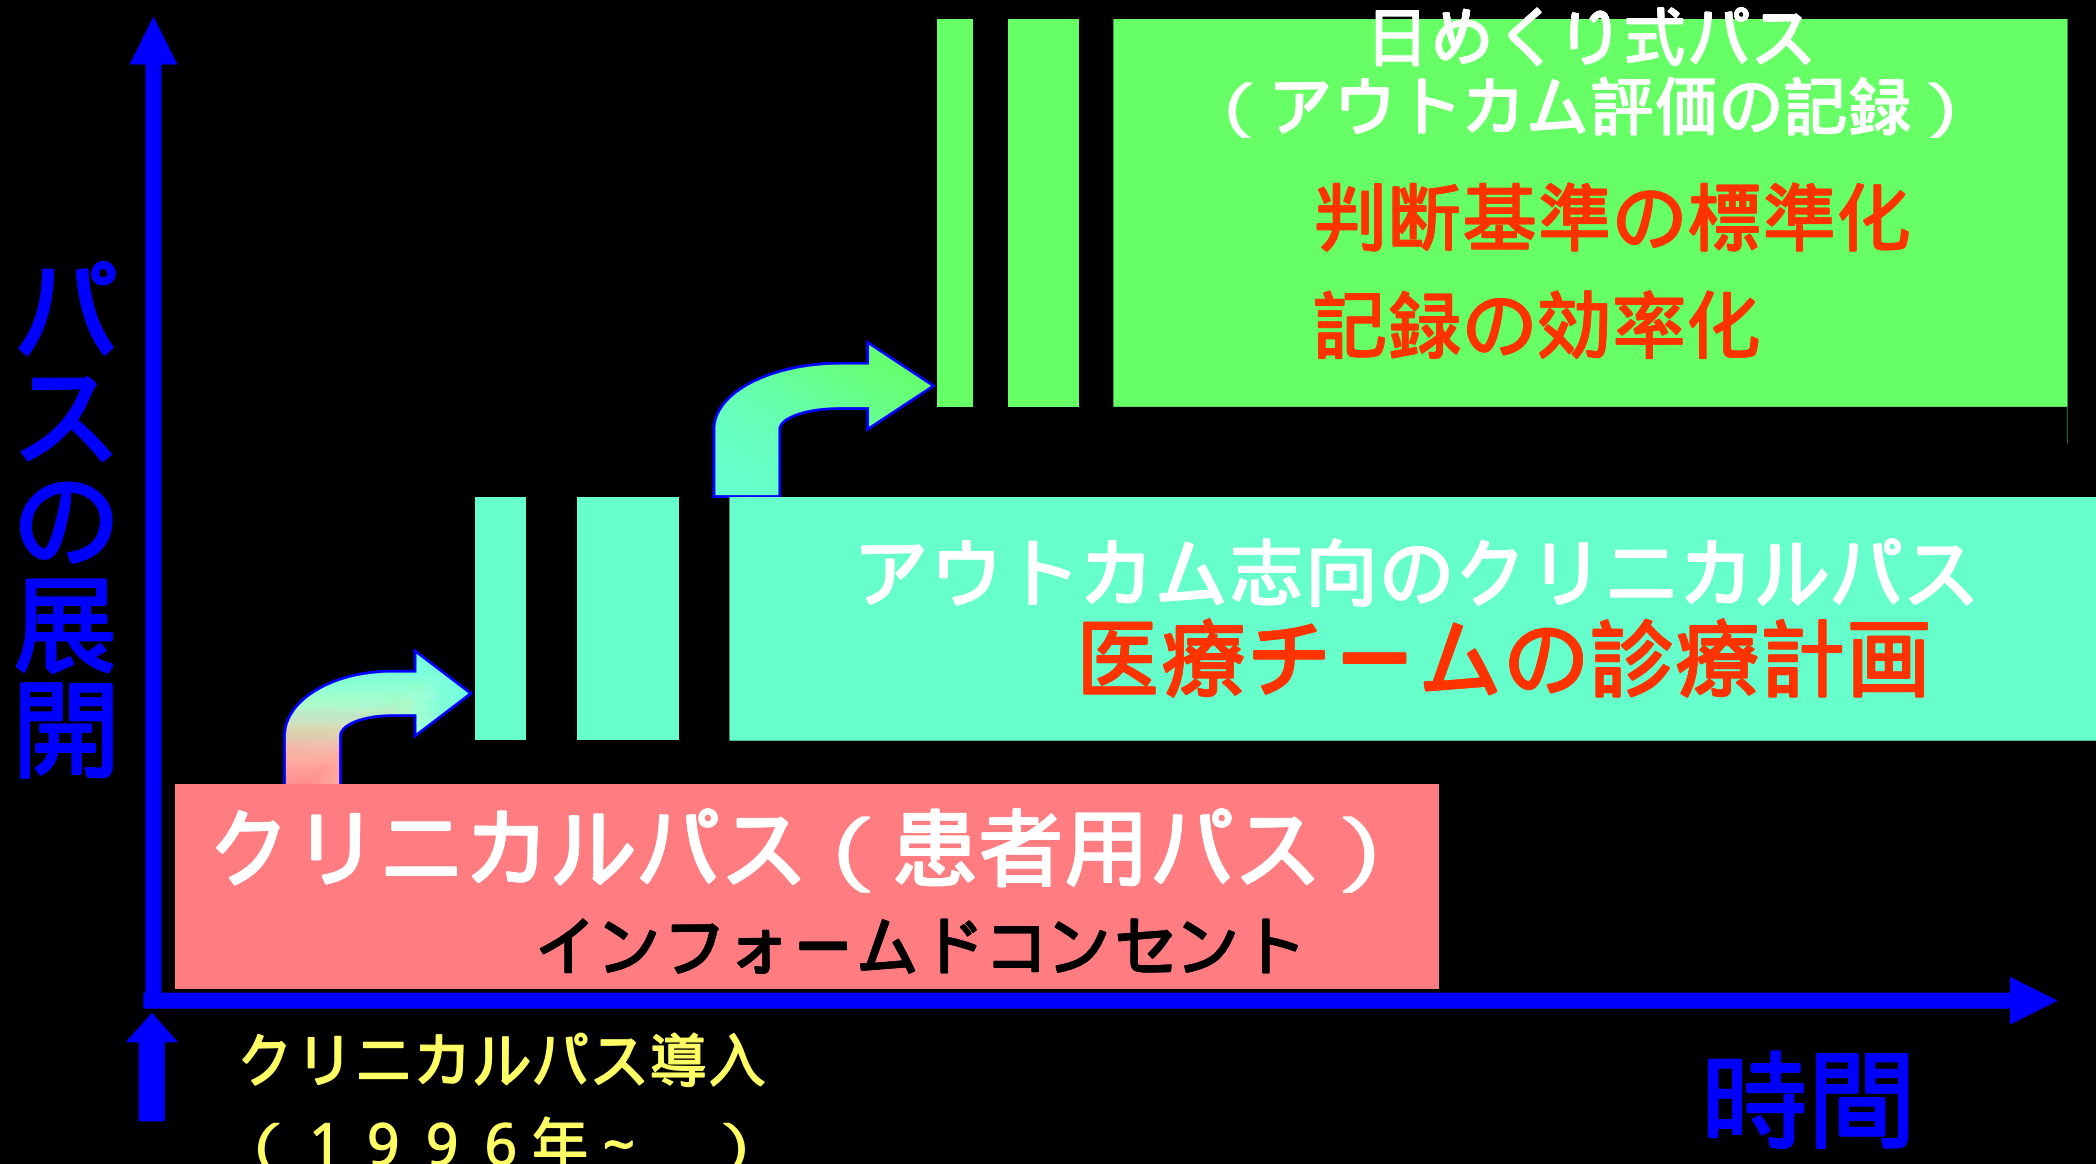 日めくり式パス
（アウトカム評価の記録）
判断基準の標準化
記録の効率化
パスの展開
アウトカム志向のクリニカルパス
医療チームの診療計画
クリニカルパス（患者用パス）
インフォームドコンセント
クリニカルパス導入
（１９９６年~　）
時間